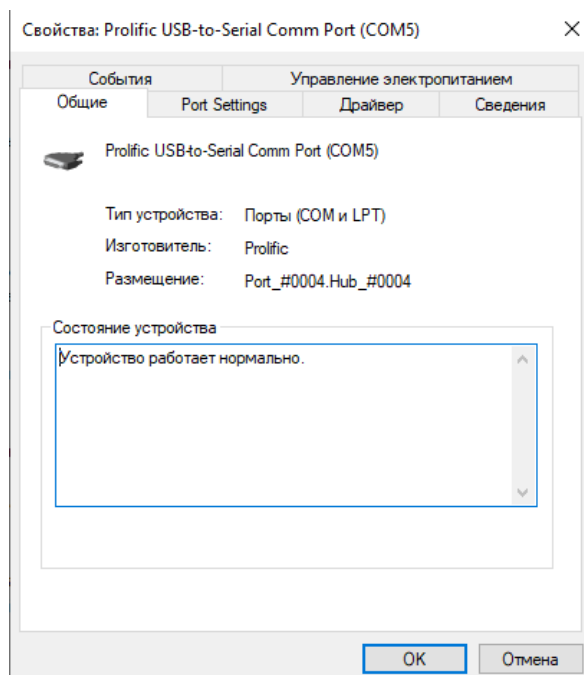 Свойства: Prolific USB-to-Serial Comm Port (COM5)
События Управление электропитанием
Общие Port Settings Драйвер Сведения
Prolific USB-to-Serial Comm Port (COM5)
Тип устройства: Порты (COM и LPT)
Изготовитель: Prolific
Размещение: Port_#0004.Hub_#0004
Состояние устройства
Устройство работает нормально.
OK Отмена